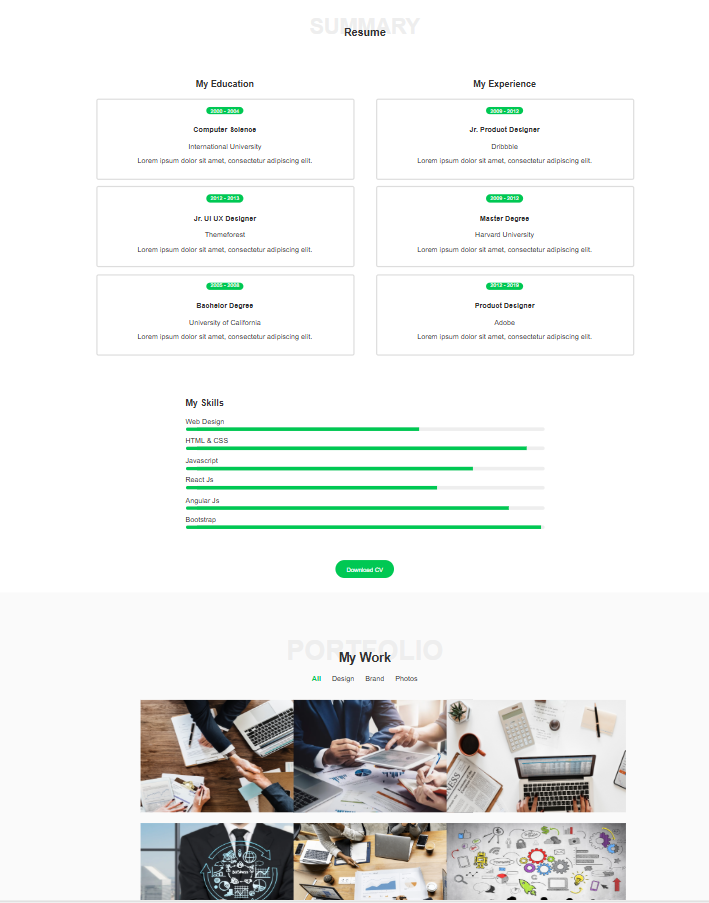 SUMMARY
Resume
My Education
2000 - 2004
Computer Science
International University
Lorem ipsum dolor sit amet, consectetur adipiscing elit.
2012 - 2013
Jr. UI UX Designer
Themeforest
Lorem ipsum dolor sit amet, consectetur adipiscing elit.
2005 - 2008
Bachelor Degree
University of California
Lorem ipsum dolor sit amet, consectetur adipiscing elit.
My Experience
2009 - 2012
Jr. Product Designer
Dribbble
Lorem ipsum dolor sit amet, consectetur adipiscing elit.
2009 - 2012
Master Degree
Harvard University
Lorem ipsum dolor sit amet, consectetur adipiscing elit.
2012 - 2019
Product Designer
Adobe
Lorem ipsum dolor sit amet, consectetur adipiscing elit.
My Skills
Web Design
HTML & CSS
Javascript
React Js
Angular Js
Bootstrap
Download CV
PORTFOLIO
My Work
All Design Brand Photos